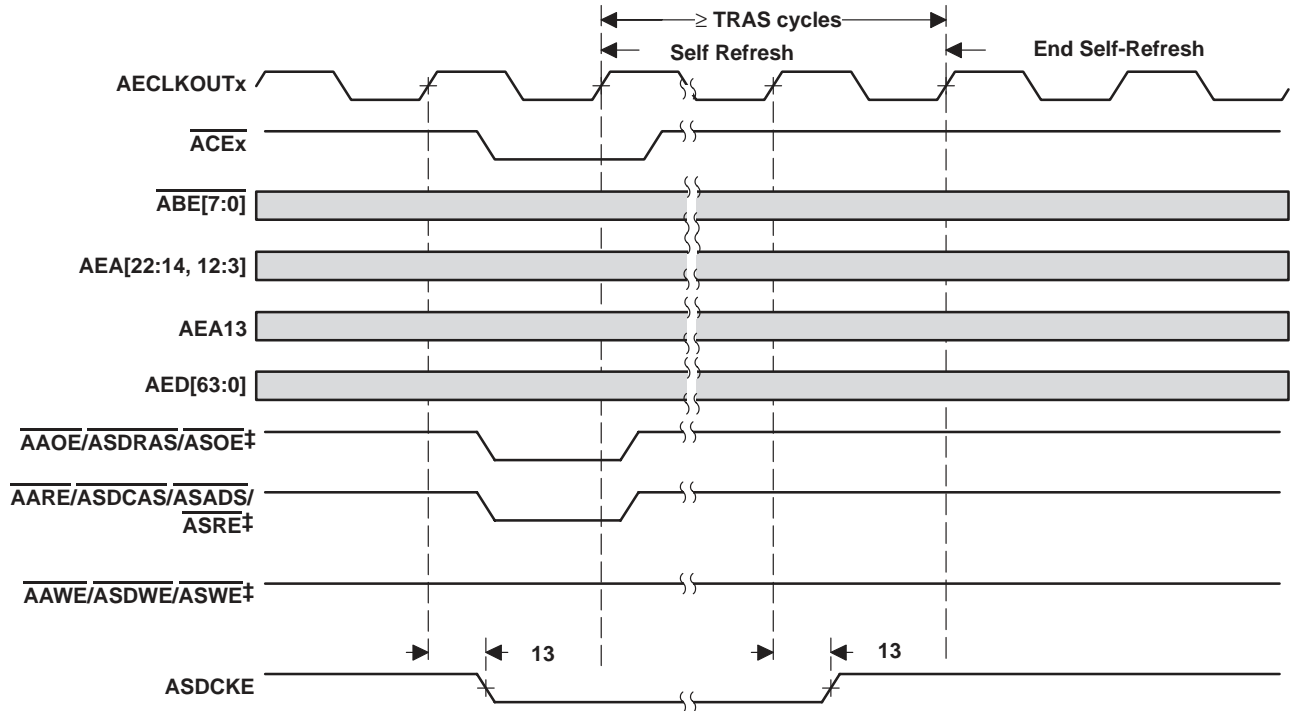 ≥ TRAS cycles
Self Refresh
End Self-Refresh
AECLKOUTx
ACEx
ABE[7:0]
AEA[22:14, 12:3]
AEA13
AED[63:0]
AAOE/ASDRAS/ASOE‡
AARE/ASDCAS/ASADS/
ASRE‡
AAWE/ASDWE/ASWE‡
13
13
ASDCKE